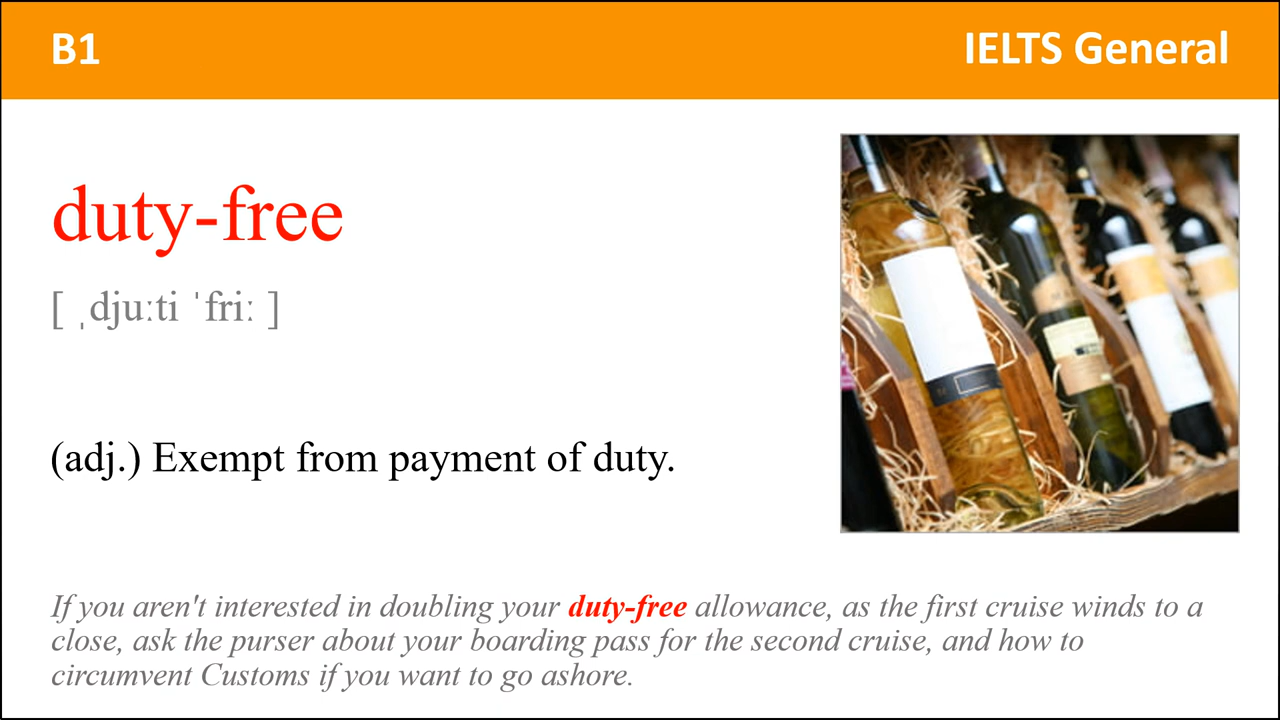 B1
IELTS General
duty-free
[ ˌdjuːti ˈfriː ]
(adj.) Exempt from payment of duty.
If you aren't interested in doubling your duty-free allowance, as the first cruise winds to a
close, ask the purser about your boarding pass for the second cruise, and how to
circumvent Customs if you want to go ashore.